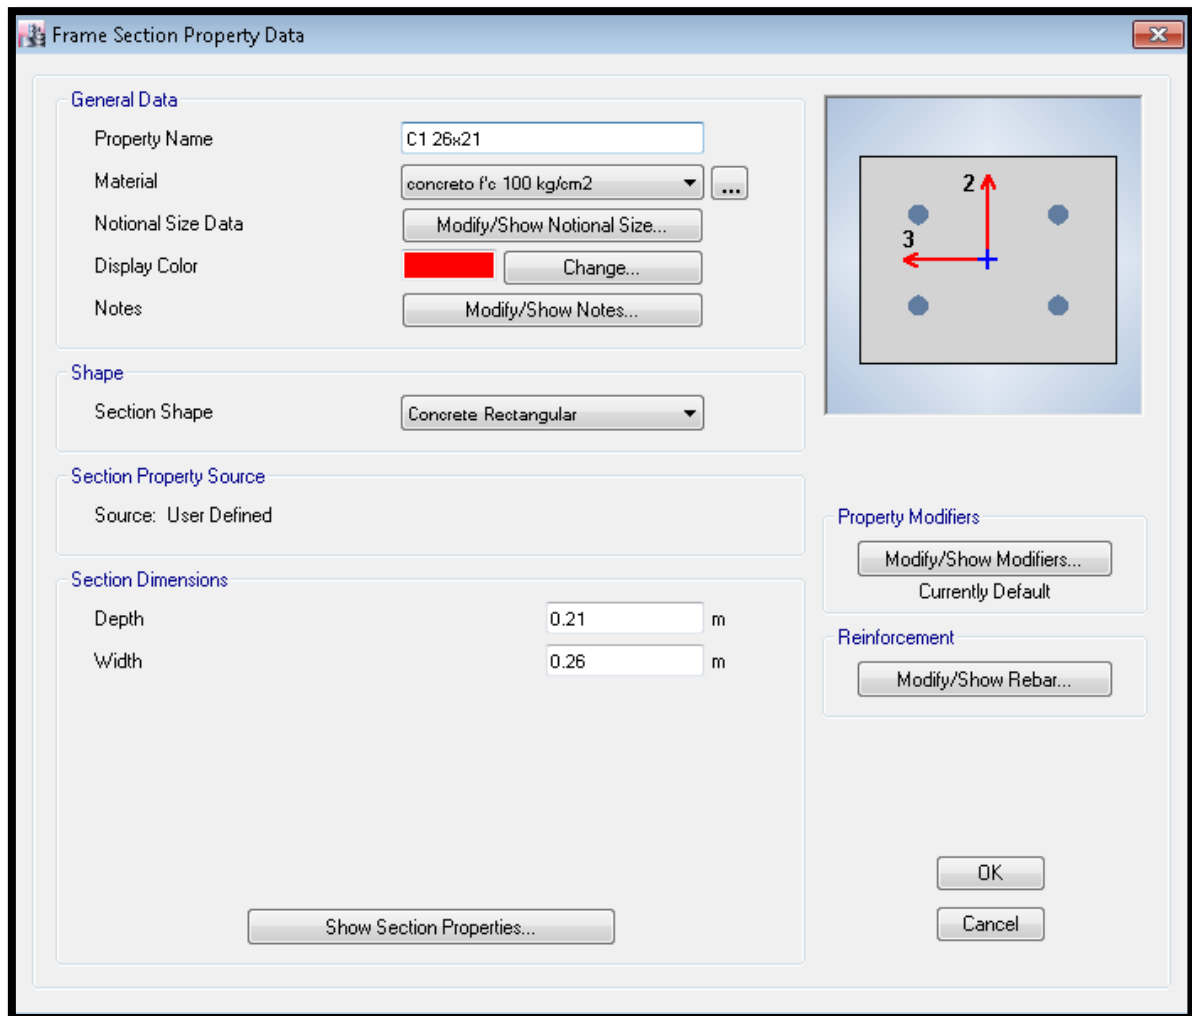 Frame Section Property Data
General Data
Property Name
C1 26x21
Material
concreto f'c 100 kg/cm2
...
Notional Size Data
Modify/Show Notional Size...
Display Color
Change...
Notes
Modify/Show Notes...
2
3
Shape
Section Shape
Concrete Rectangular
Section Property Source
Source: User Defined
Property Modifiers
Modify/Show Modifiers...
Currently Default
Section Dimensions
Depth
0.21
m
Width
0.26
m
Reinforcement
Modify/Show Rebar...
Show Section Properties...
OK
Cancel